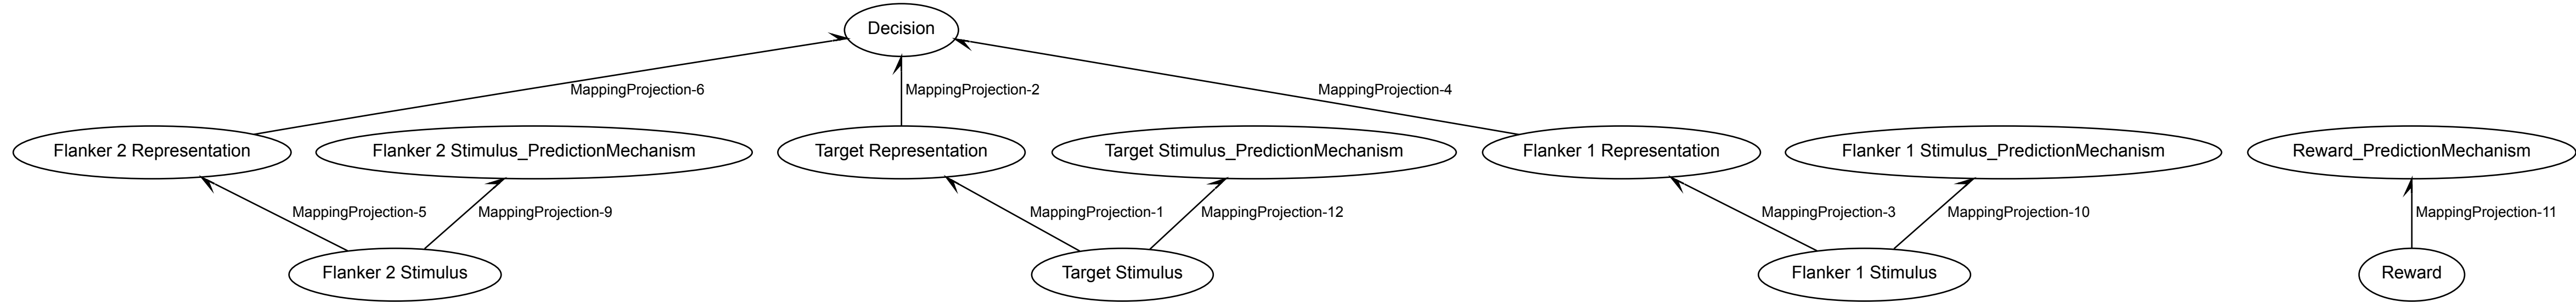 Decision
MappingProjection-6
MappingProjection-2
MappingProjection-4
Flanker 2 Representation
Flanker 2 Stimulus_PredictionMechanism
Target Representation
Target Stimulus_PredictionMechanism
Flanker 1 Representation
Flanker 1 Stimulus_PredictionMechanism
Reward_PredictionMechanism
MappingProjection-5
MappingProjection-9
MappingProjection-1
MappingProjection-12
MappingProjection-3
MappingProjection-10
MappingProjection-11
Flanker 2 Stimulus
Target Stimulus
Flanker 1 Stimulus
Reward